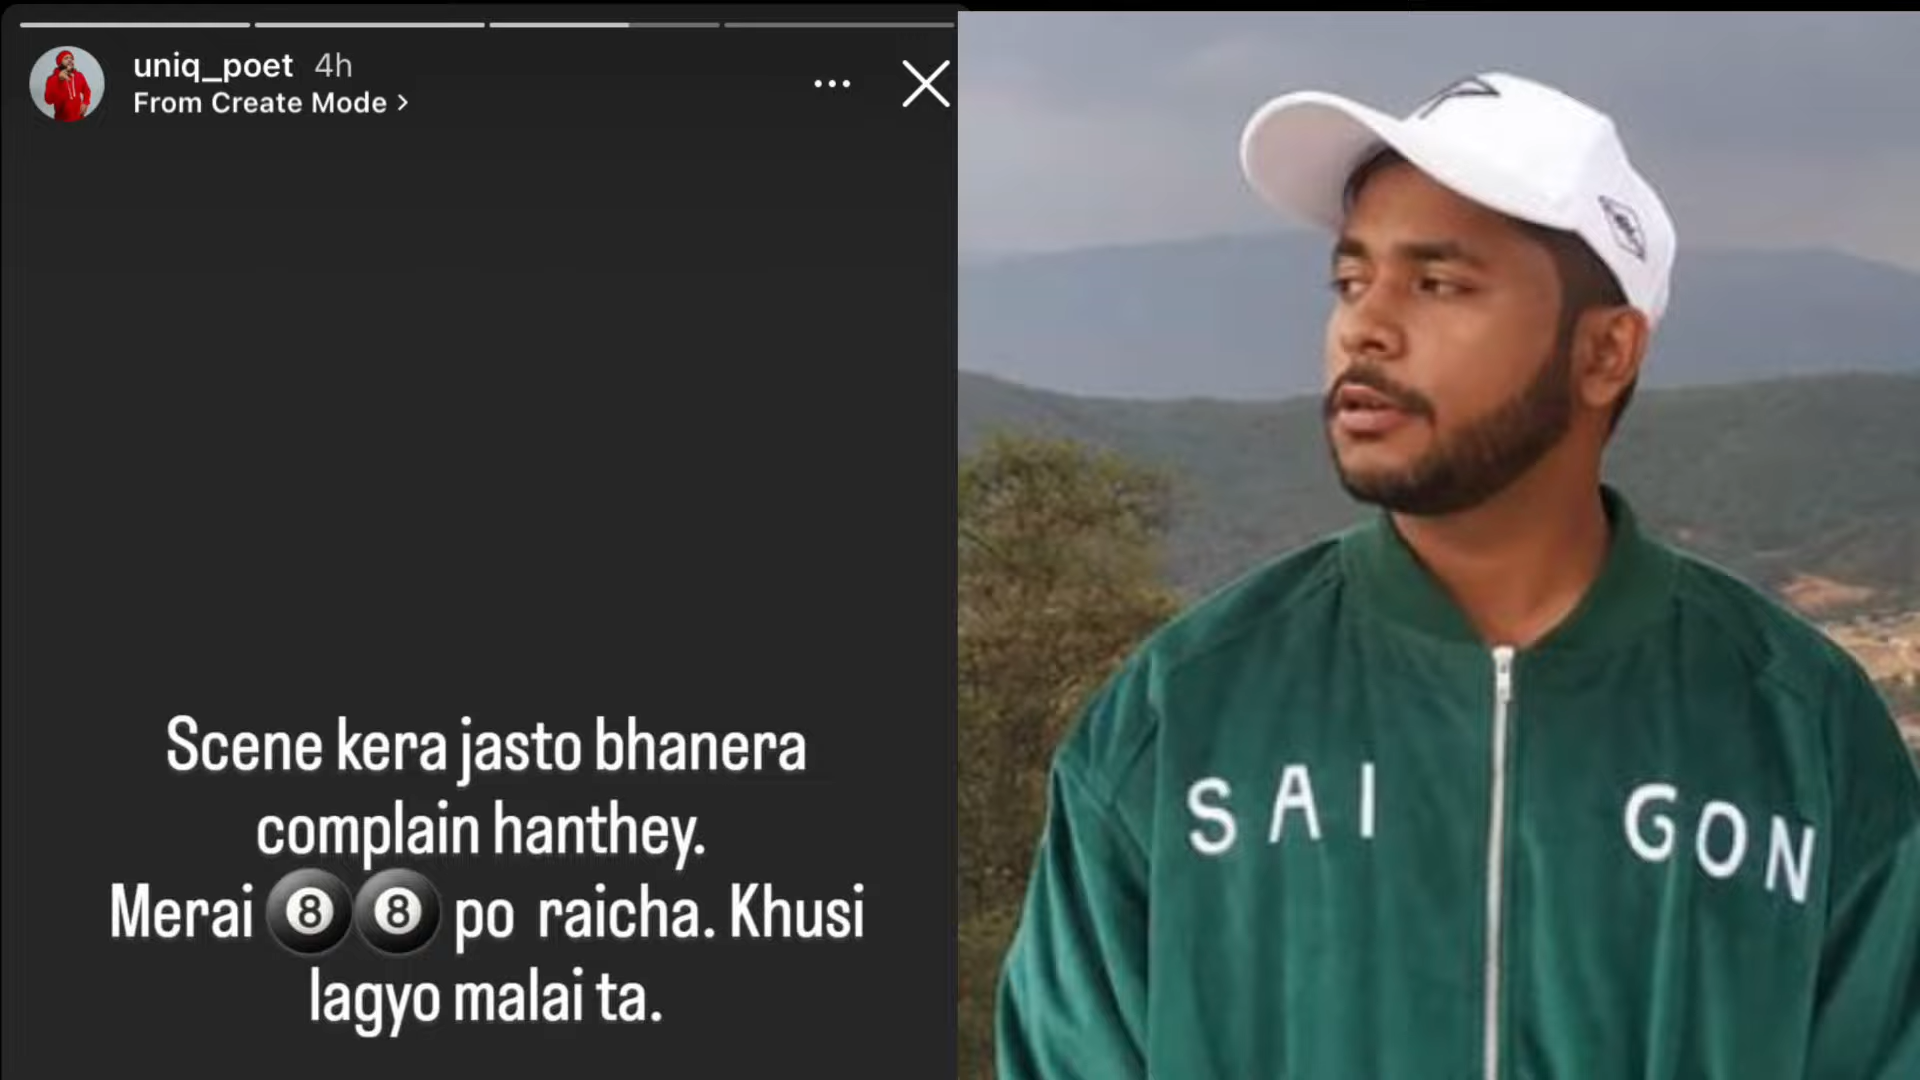 uniq_poet 4h
From Create Mode >
Scene kera jasto bhanera
complain hanthey.
Merai 🎱🎱 po raicha. Khusi
lagyo malai ta.
SAI GON